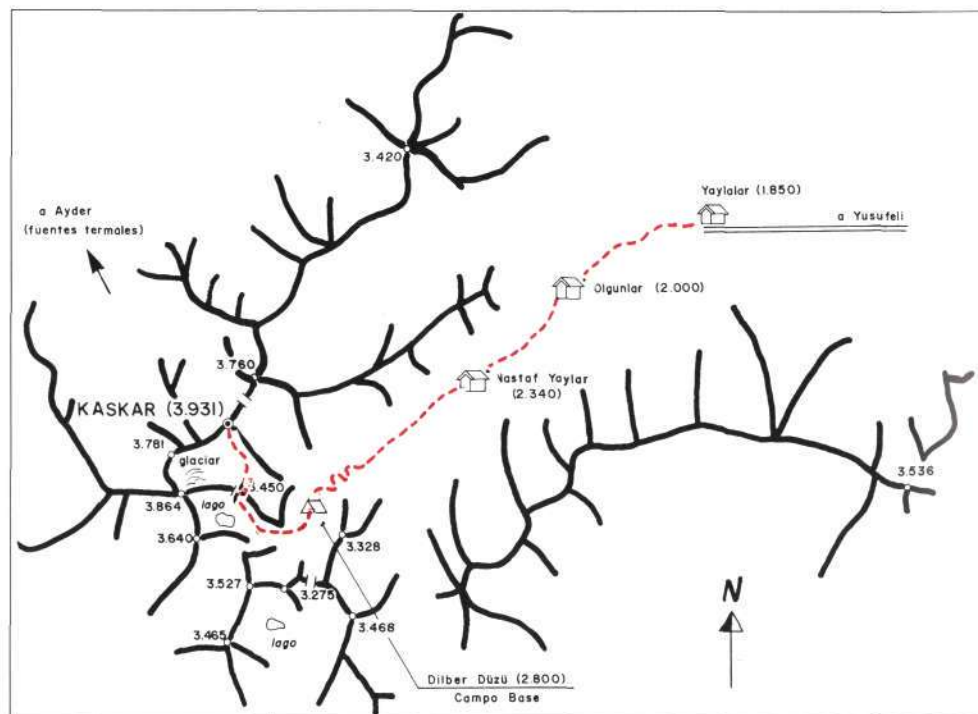 3.420
Yaylalar (1.850)
a Yusufeli
a Ayder
(fuentes termales)
Olgunlar (2.000)
3.760
Nastaf Yaylar
(2.340)
KASKAR (3.931)
3.781
glaciar
3.450
3.864
lago
3.536
3.640
3.328
3.527
3.275
3.468
3.465
lago
N
Dilber Düzü (2.800)
Campo Base